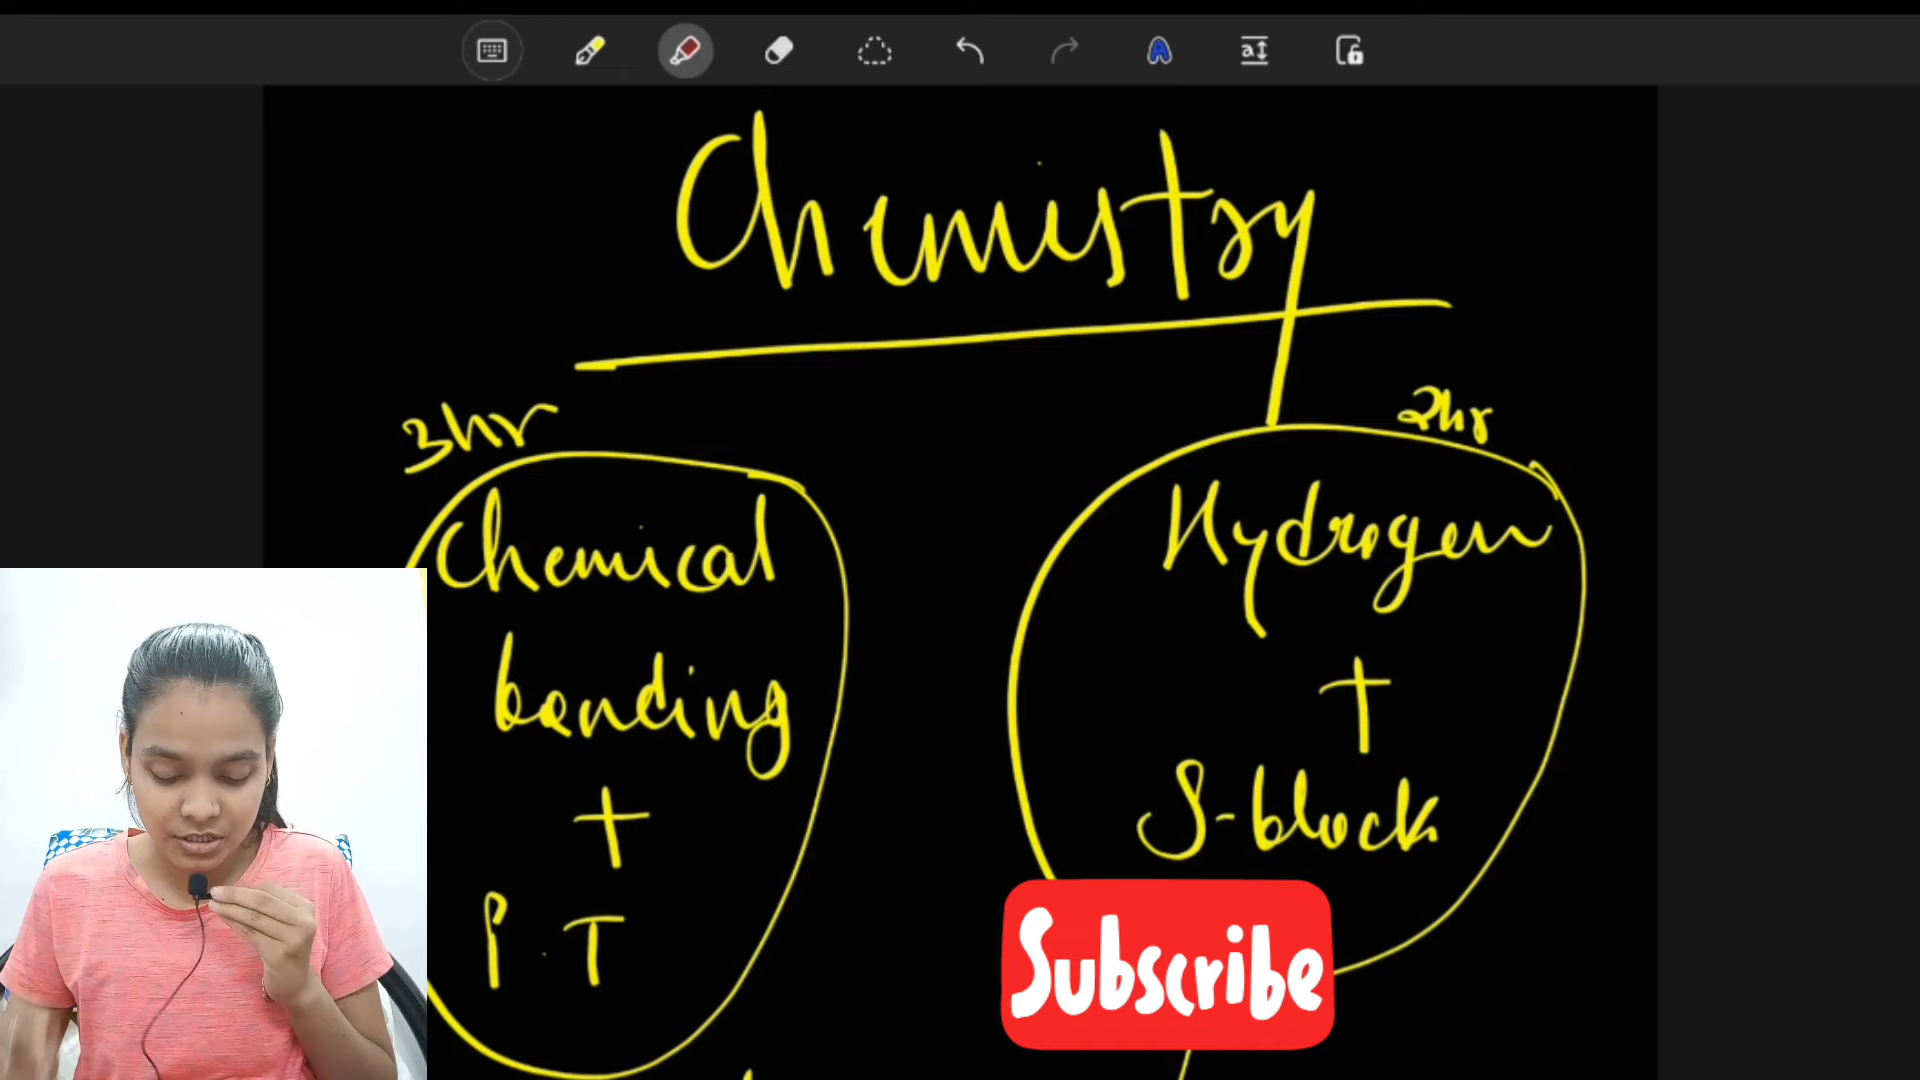 Chemistry
3hr
Chemical
bonding
+
P.T
2hr
Hydrogen
+
S-block
Subscribe